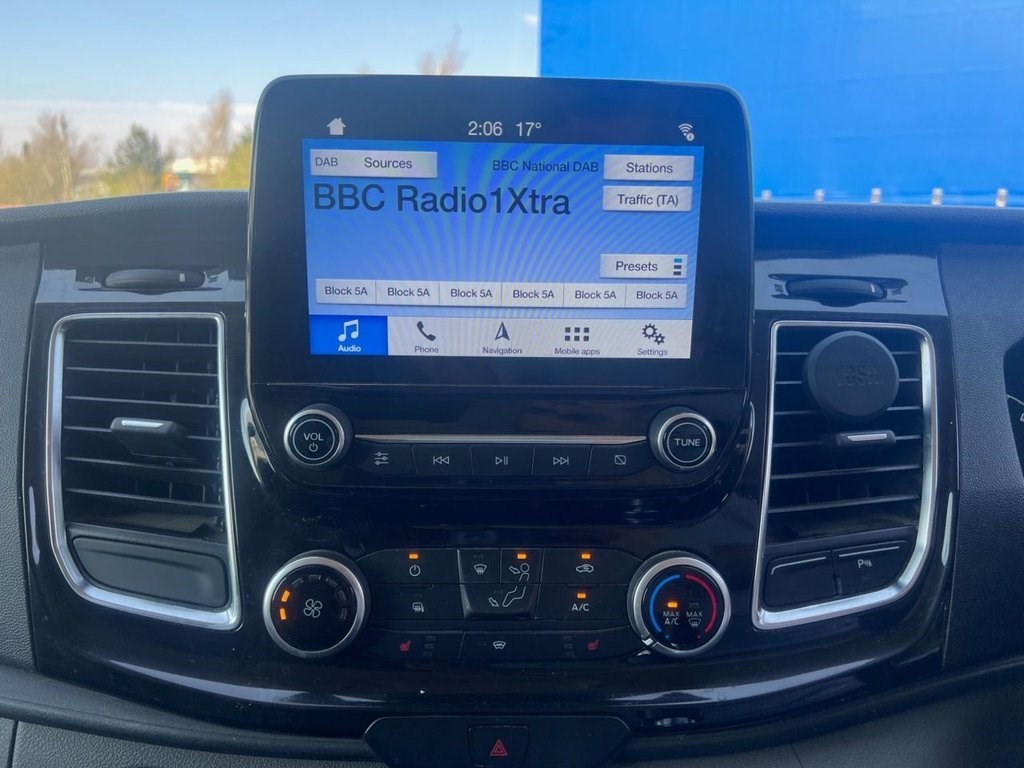 2:06 17°
DAB Sources
BBC National DAB
Stations
BBC Radio1Xtra
Traffic (TA)
Presets
Block 5A Block 5A Block 5A Block 5A Block 5A Block 5A
Audio Phone Navigation Mobile apps Settings
VOL
TUNE
A/C
MAX A/C
MAX
P